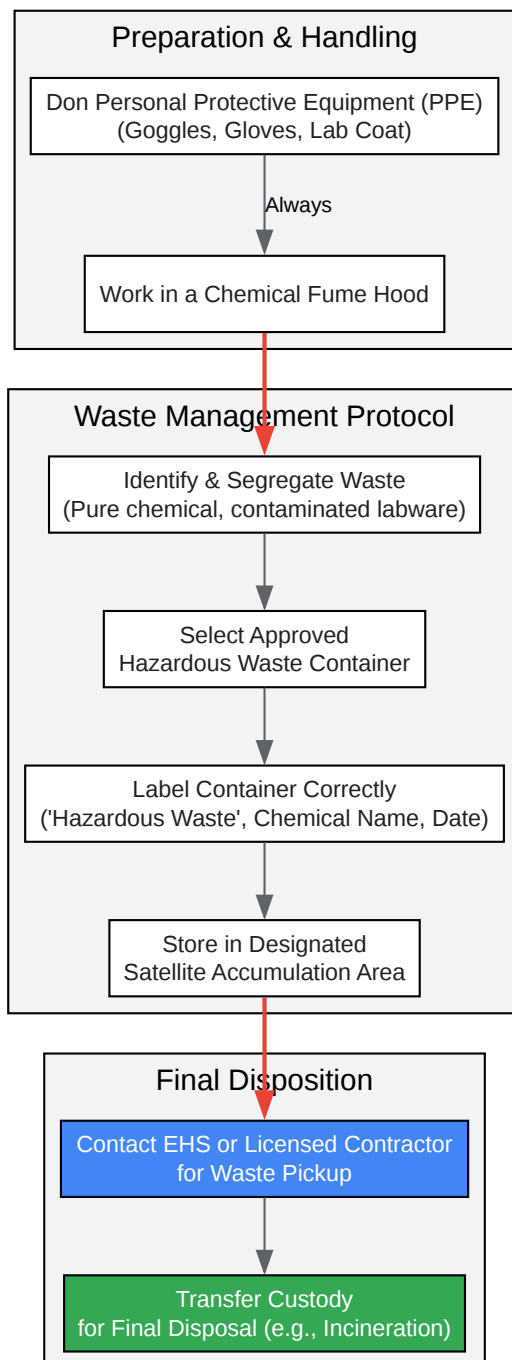 Preparation & Handling
Don Personal Protective Equipment (PPE)
(Goggles, Gloves, Lab Coat)
Always
Work in a Chemical Fume Hood
Waste Management Protocol
Identify & Segregate Waste
(Pure chemical, contaminated labware)
Select Approved
Hazardous Waste Container
Label Container Correctly
('Hazardous Waste', Chemical Name, Date)
Store in Designated
Satellite Accumulation Area
Final Disposition
Contact EHS or Licensed Contractor
for Waste Pickup
Transfer Custody
for Final Disposal (e.g., Incineration)